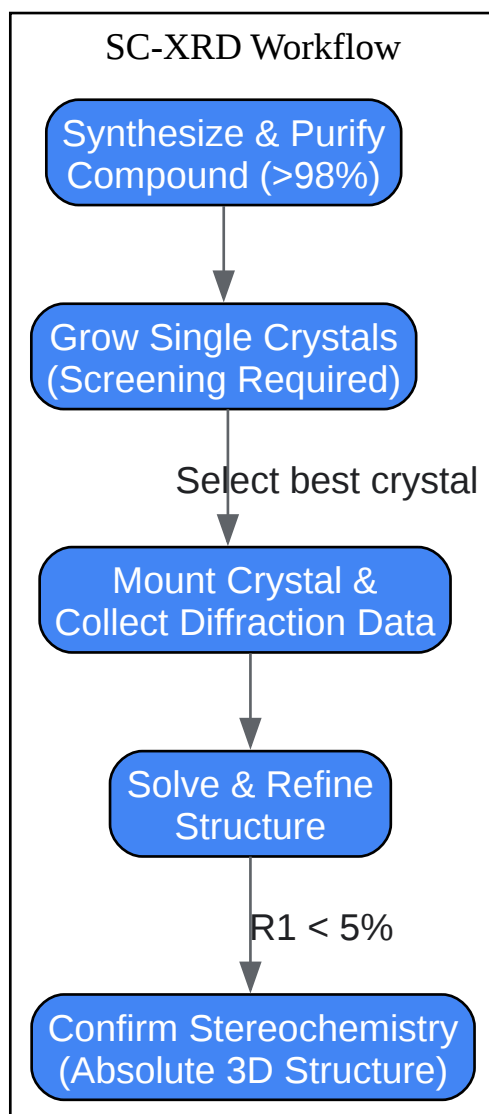 SC-XRD Workflow
Synthesize & Purify
Compound (>98%)
Grow Single Crystals
(Screening Required)
Select best crystal
Mount Crystal &
Collect Diffraction Data
Solve & Refine
Structure
R1 < 5%
Confirm Stereochemistry
(Absolute 3D Structure)